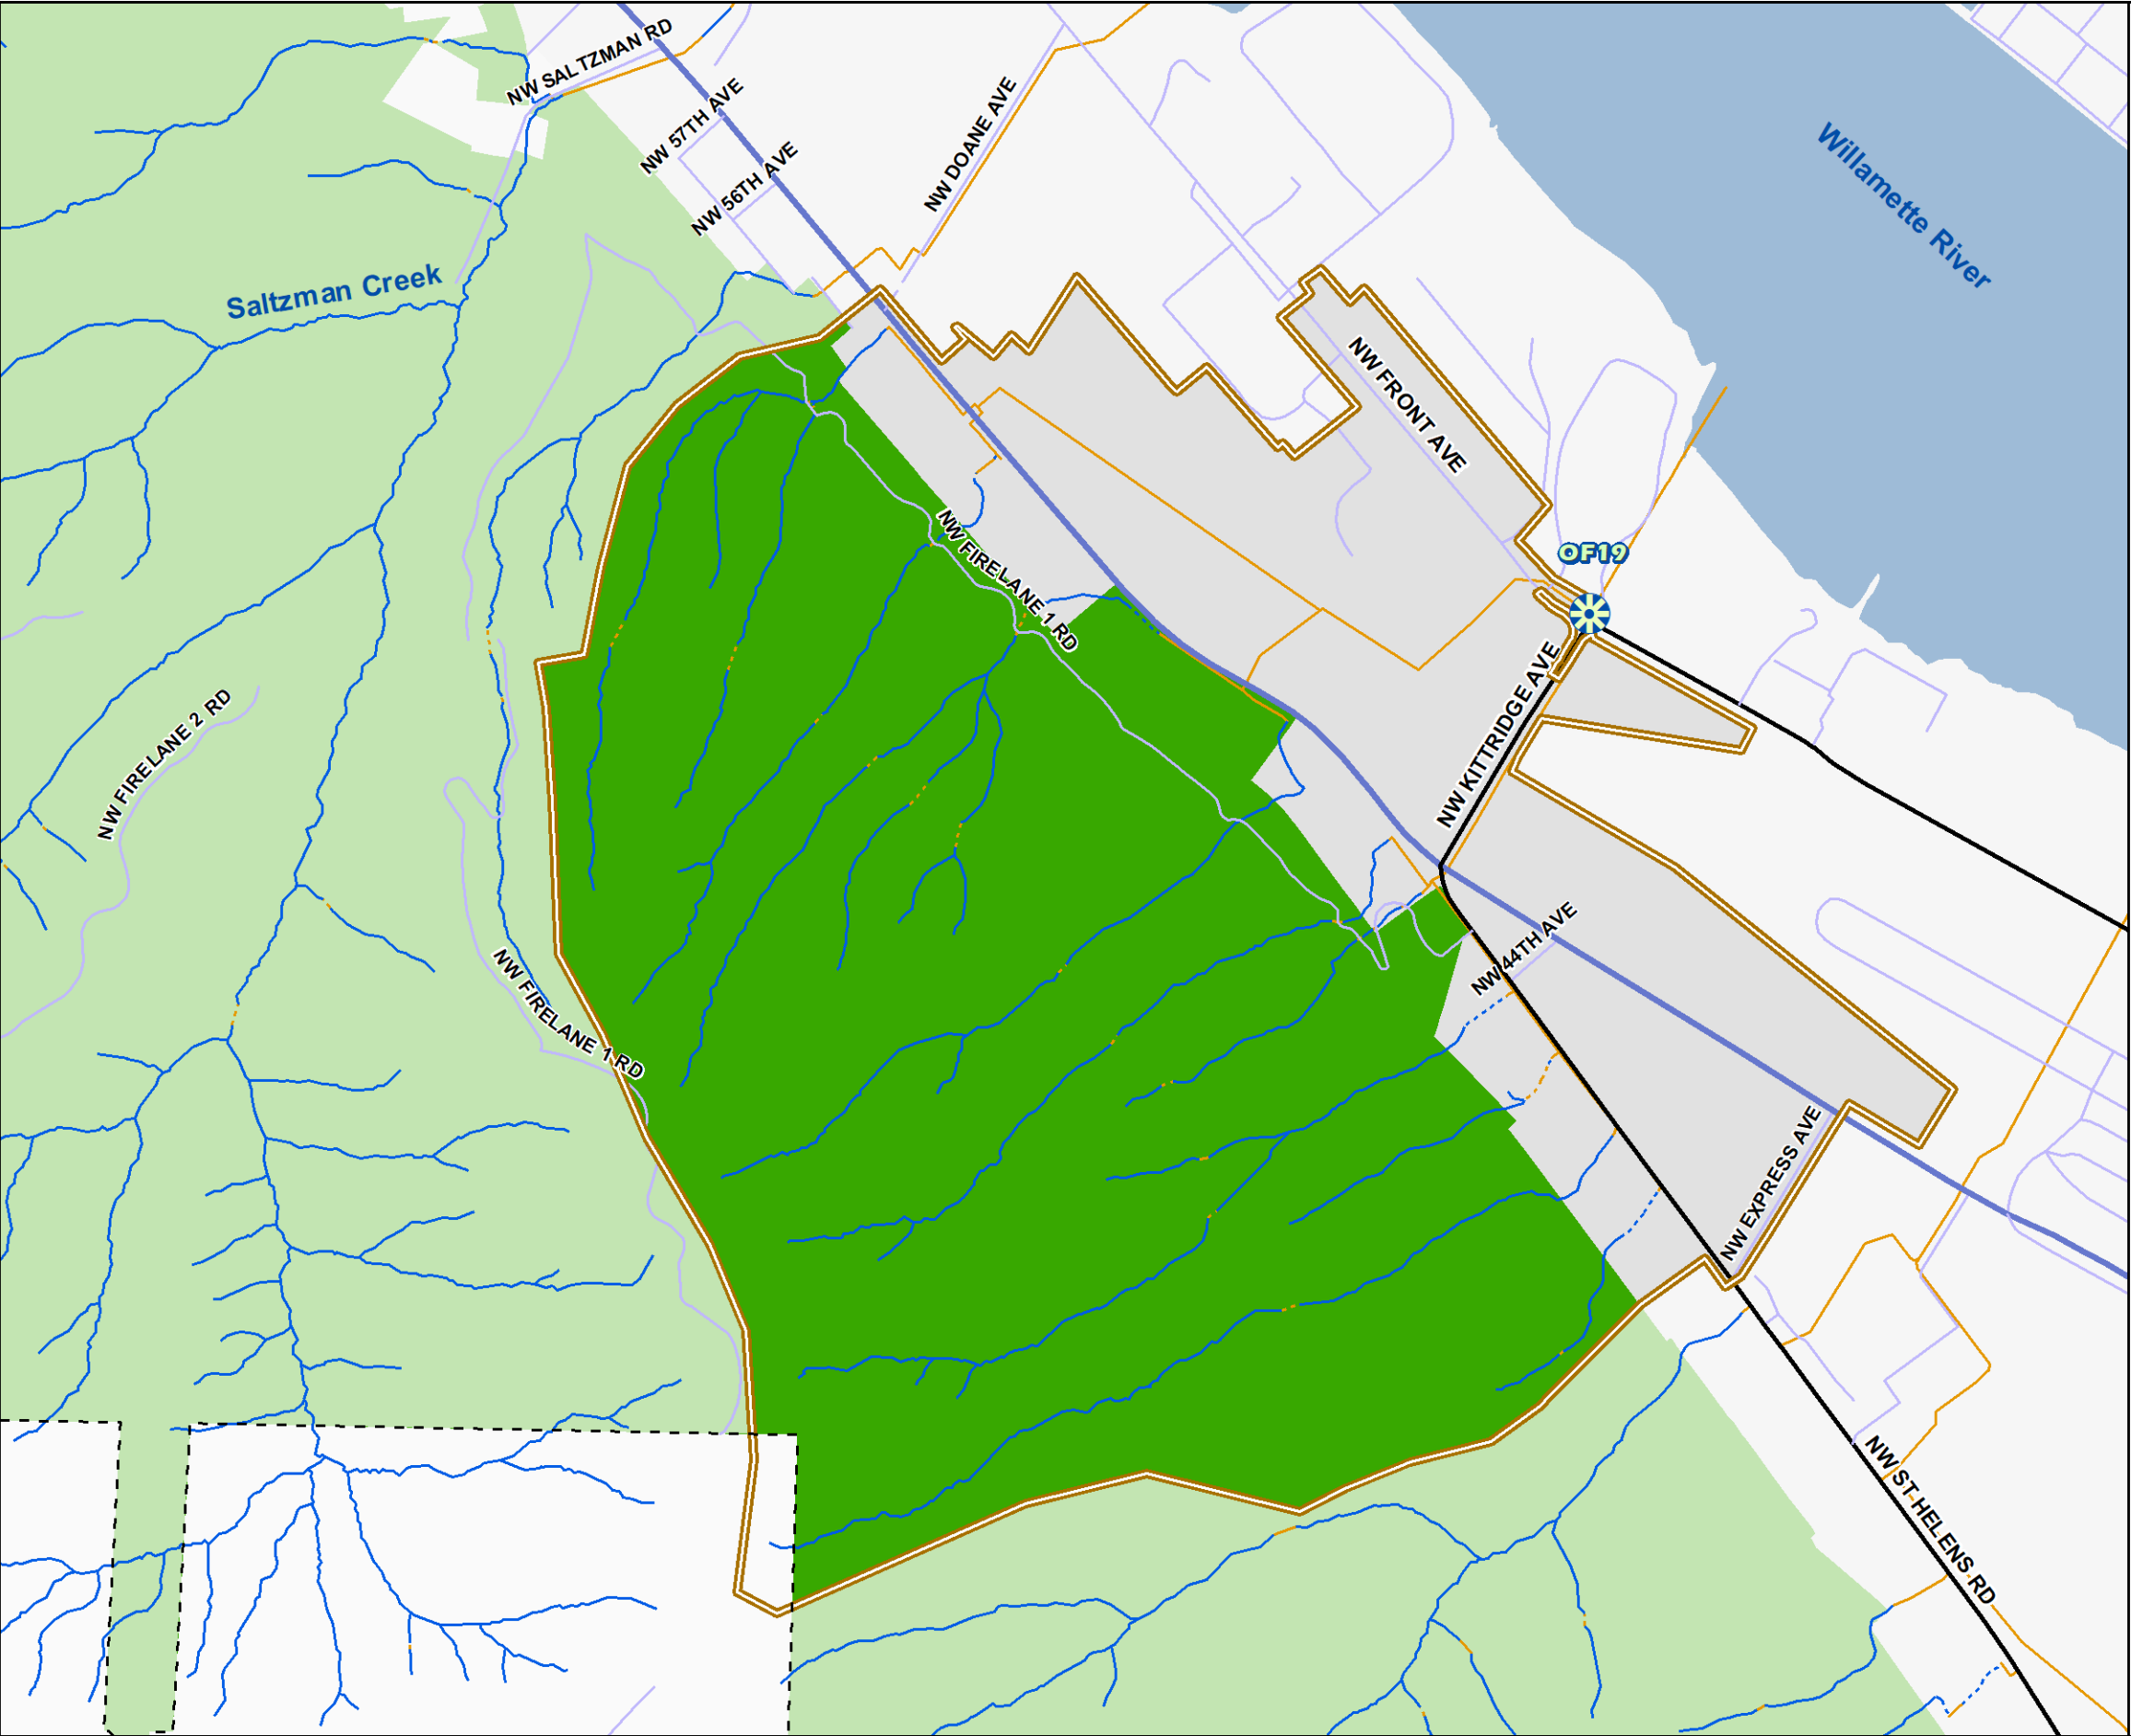 NW SALTZMAN RD
NW 57TH AVE
NW 56TH AVE
NW DOANE AVE
Willamette River
Saltzman Creek
NW FRONT AVE
OF19
NW FIRELANE 1 RD
NW KITTRIDGE AVE
NW FIRELANE 2 RD
NW 44TH AVE
NW FIRELANE 1 RD
NW EXPRESS AVE
NW ST HELENS RD